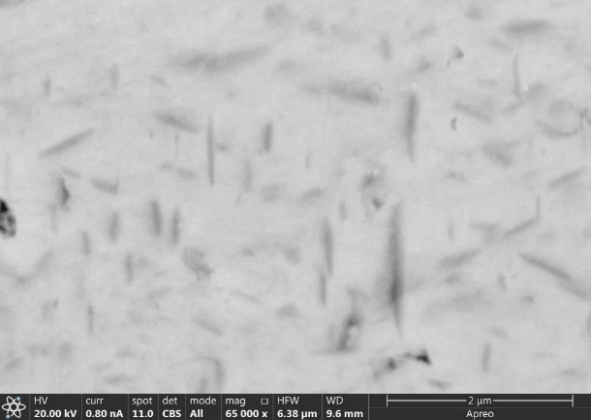 HV curr spot det mode mag □ HFW WD 2 µm
20.00 kV 0.80 nA 11.0 CBS All 65 000 x 6.38 µm 9.6 mm Apreo